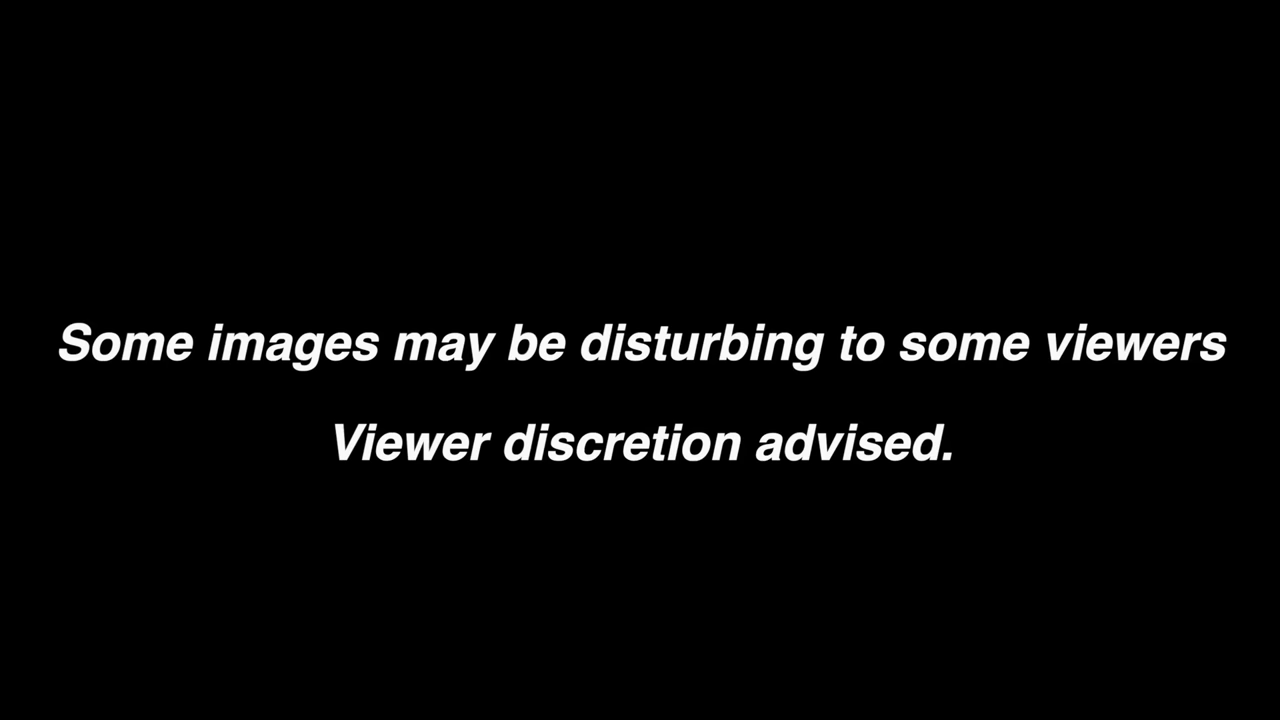 Some images may be disturbing to some viewers
Viewer discretion advised.